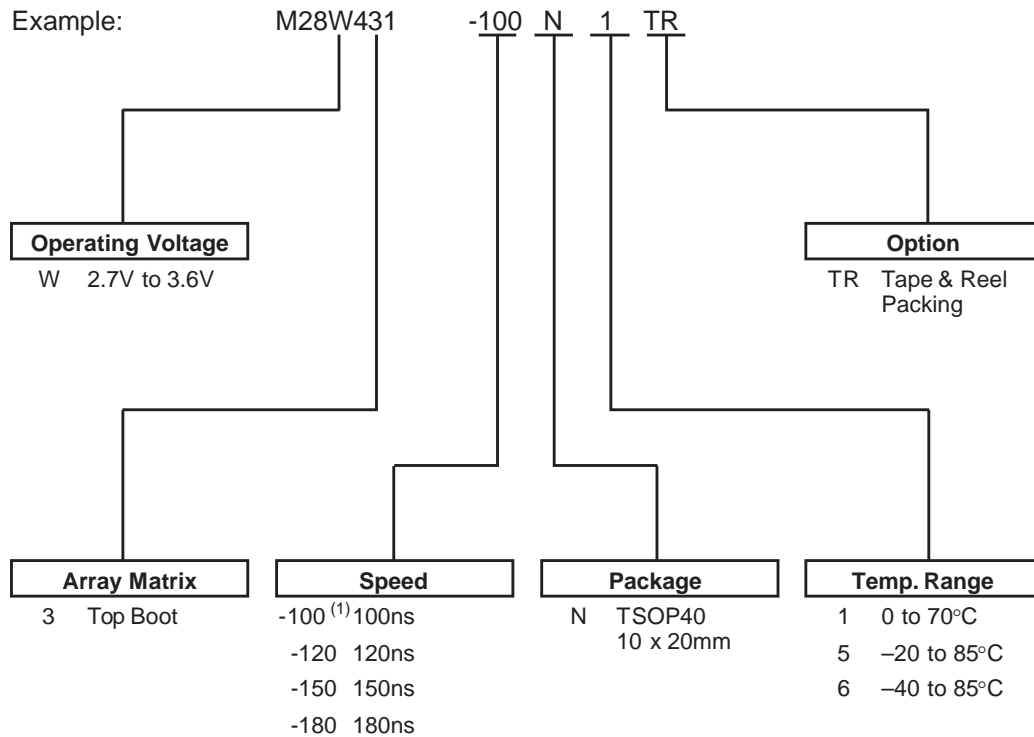 Example: M28W431 -100 N 1 TR
Operating Voltage
W 2.7V to 3.6V
Option
TR Tape & Reel
Packing
Array Matrix
3 Top Boot
Speed
-100 (1) 100ns
-120 120ns
-150 150ns
-180 180ns
Package
N TSOP40
10 x 20mm
Temp. Range
1 0 to 70°C
5 –20 to 85°C
6 –40 to 85°C